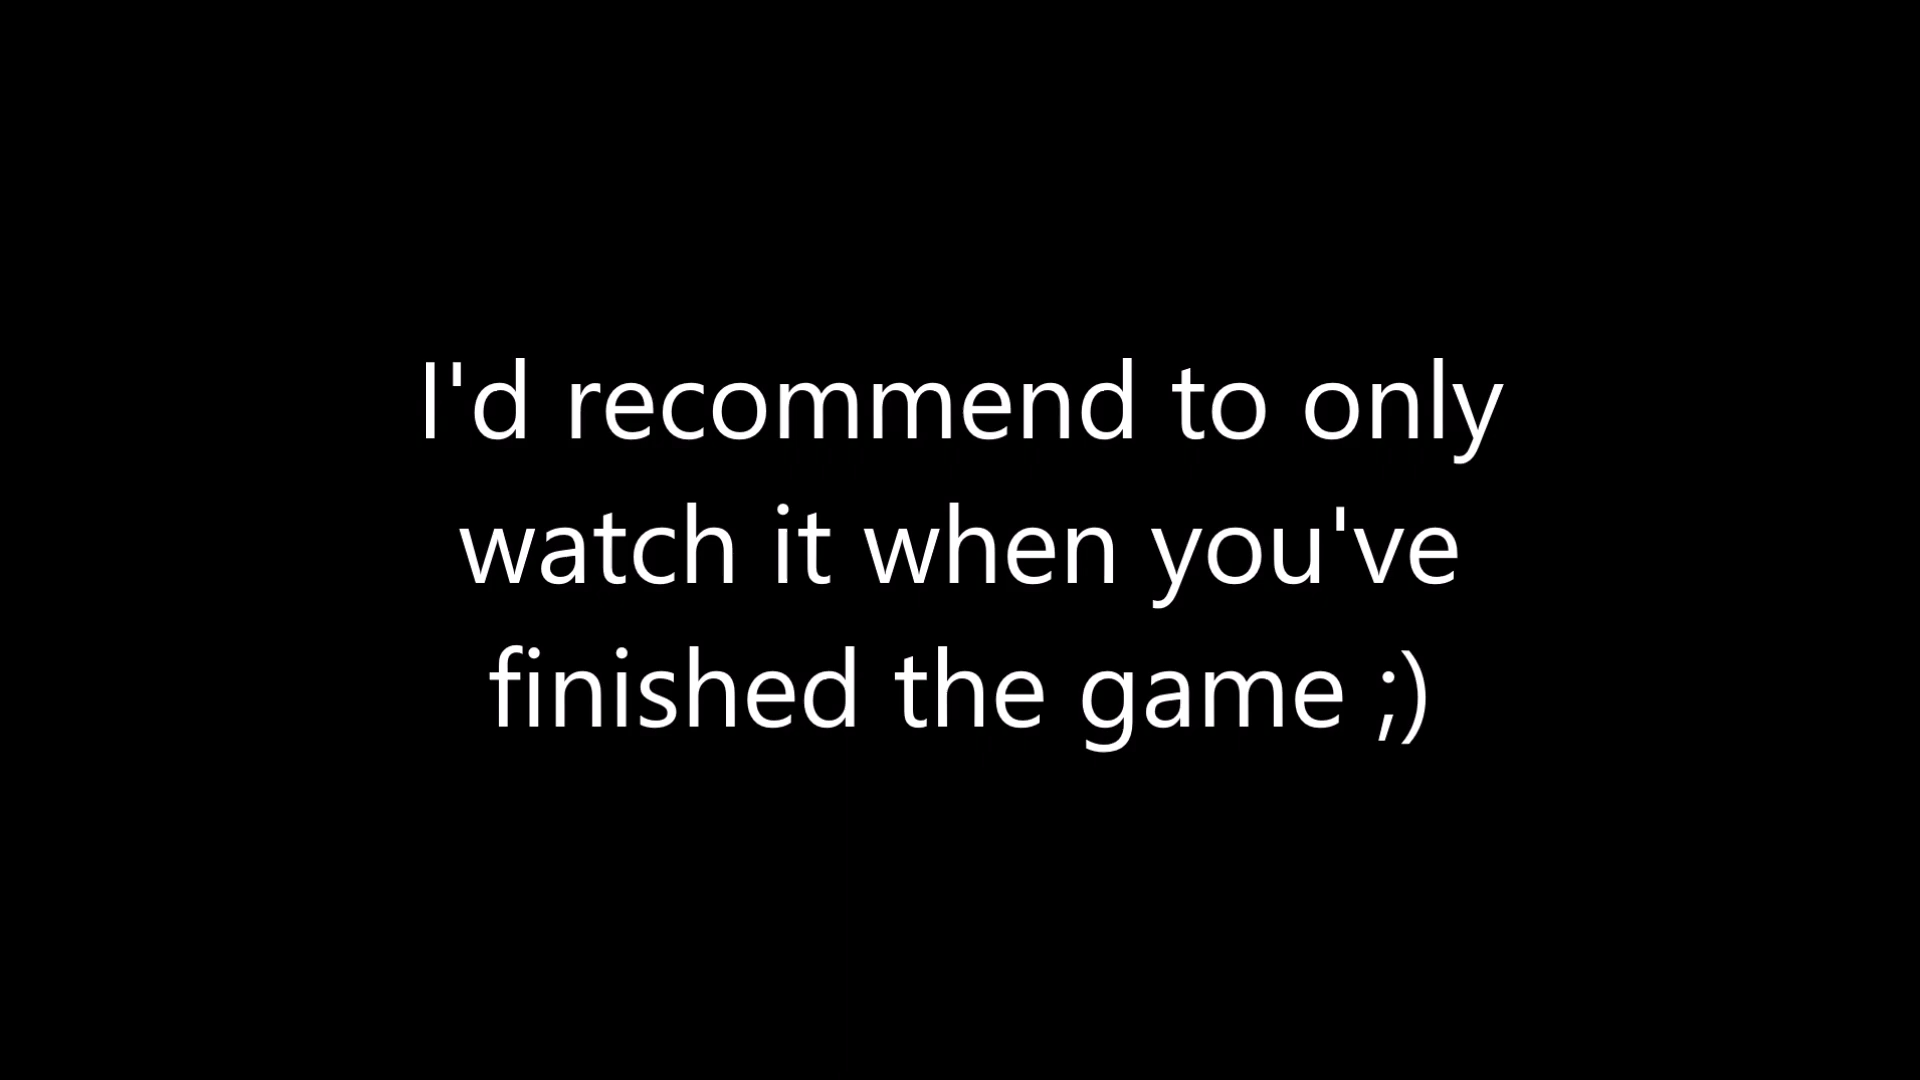 I'd recommend to only
watch it when you've
finished the game ;)